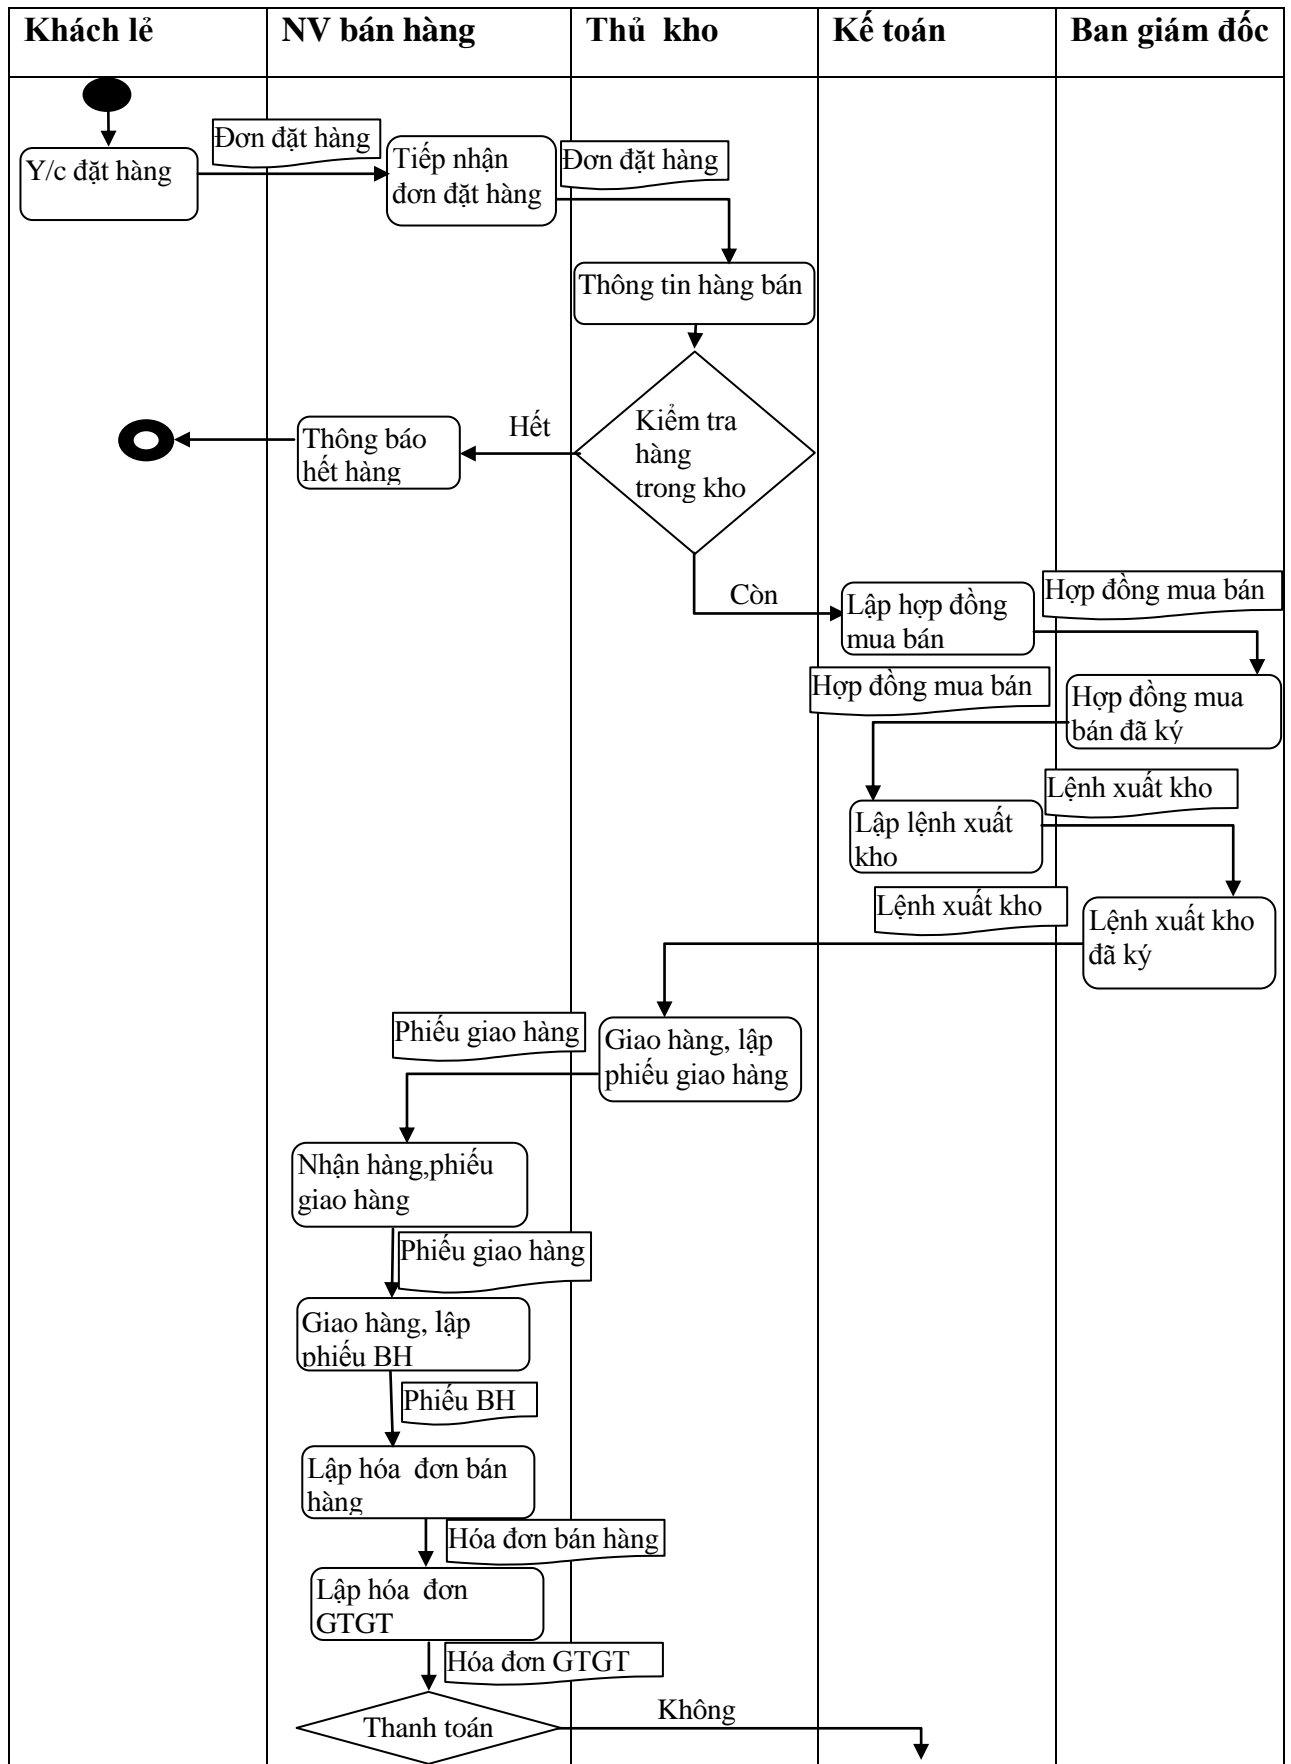 Khách lẻ
NV bán hàng
Thủ kho
Kế toán
Ban giám đốc
Đơn đặt hàng
Y/c đặt hàng
Tiếp nhận
đơn đặt hàng
Đơn đặt hàng
Thông tin hàng bán
Kiểm tra
hàng
trong kho
Hết
Thông báo
hết hàng
Còn
Lập hợp đồng
mua bán
Hợp đồng mua bán
Hợp đồng mua bán
Hợp đồng mua
bán đã ký
Lập lệnh xuất
kho
Lệnh xuất kho
Lệnh xuất kho
Lệnh xuất kho
đã ký
Phiếu giao hàng
Giao hàng, lập
phiếu giao hàng
Nhận hàng,phiếu
giao hàng
Phiếu giao hàng
Giao hàng, lập
phiếu BH
Phiếu BH
Lập hóa đơn bán
hàng
Hóa đơn bán hàng
Lập hóa đơn
GTGT
Hóa đơn GTGT
Thanh toán
Không